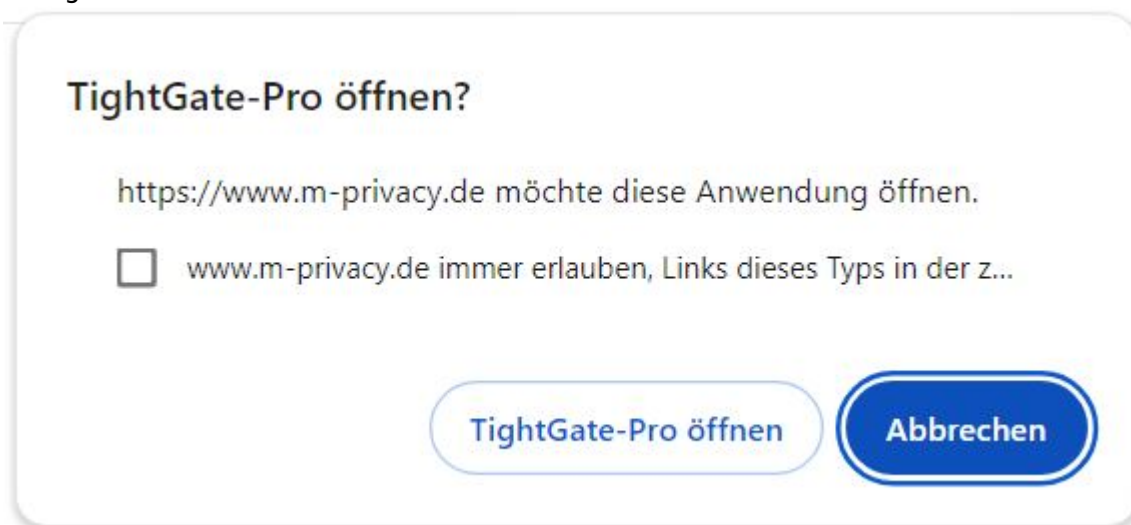 TightGate-Pro öffnen?
https://www.m-privacy.de möchte diese Anwendung öffnen.
www.m-privacy.de immer erlauben, Links dieses Typs in der z...
TightGate-Pro öffnen
Abbrechen